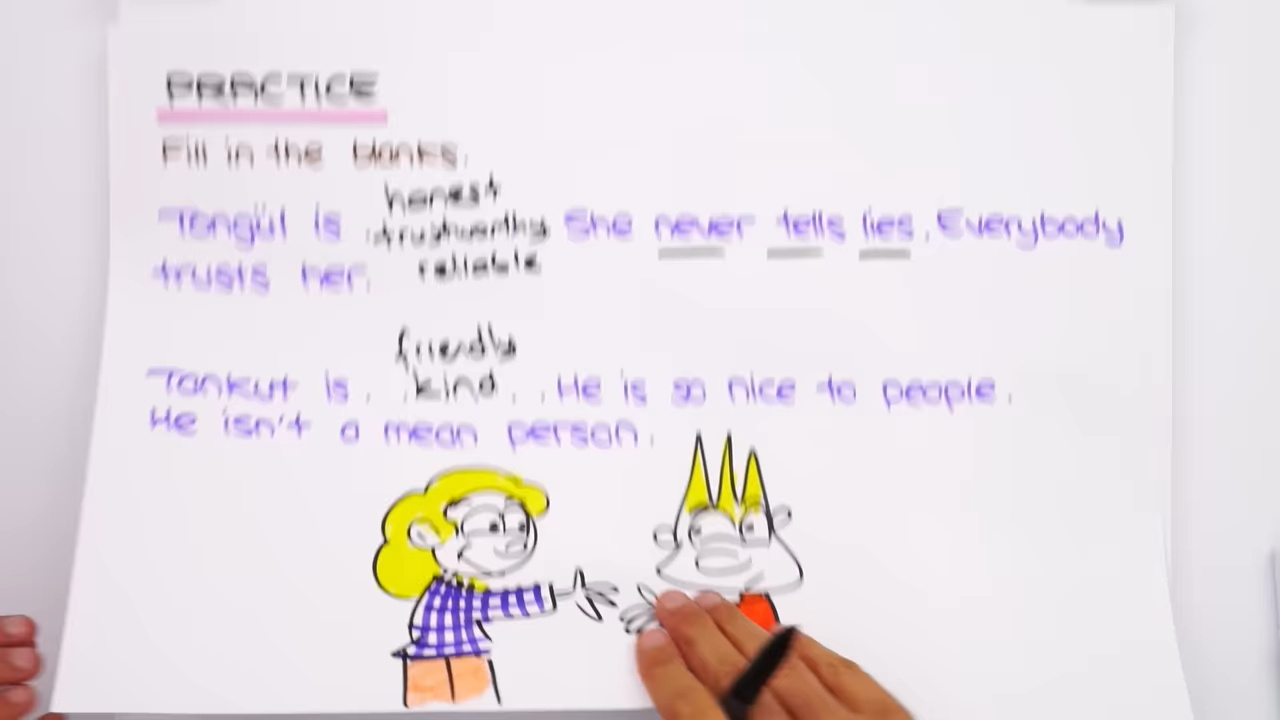 PRACTICE
Fill in the blanks.
honest
Tongül is trustworthy She never tells lies. Everybody
trusts her. reliable
friendly
Tankut is. kind. He is so nice to people.
He isn't a mean person.